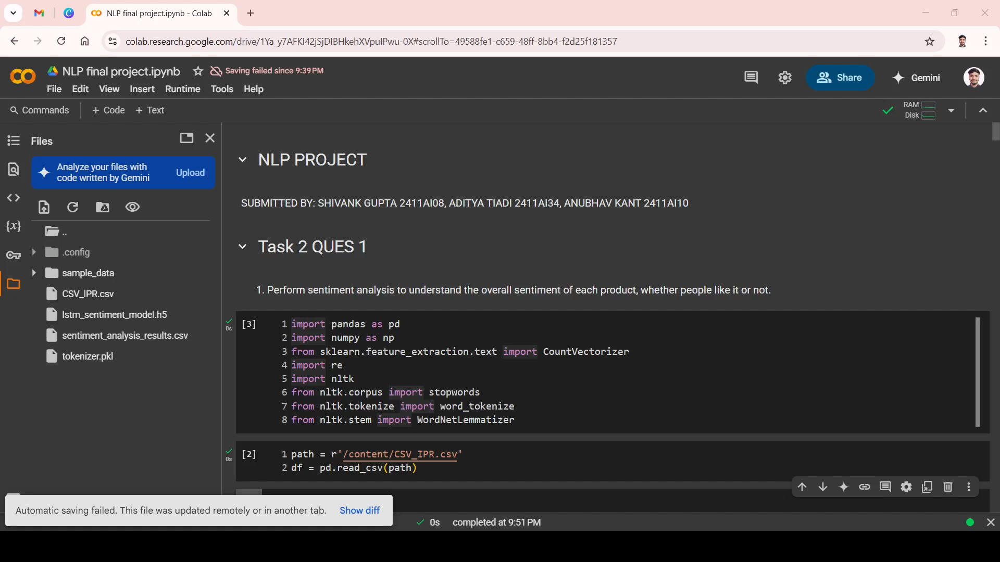 NLP final project.ipynb - Colab
colab.research.google.com/drive/1Ya_y7AFKI42jSjDIBHkehXVpuIPwu-0X#scrollTo=49588fe1-c659-48ff-8bb4-f2d25f181357
NLP final project.ipynb
Saving failed since 9:39 PM
File Edit View Insert Runtime Tools Help
Share
Gemini
Commands
+ Code + Text
RAM
Disk
Files
Analyze your files with
code written by Gemini
Upload
{x}
..
.config
sample_data
CSV_IPR.csv
lstm_sentiment_model.h5
sentiment_analysis_results.csv
tokenizer.pkl
NLP PROJECT
SUBMITTED BY: SHIVANK GUPTA 2411AI08, ADITYA TIADI 2411AI34, ANUBHAV KANT 2411AI10
Task 2 QUES 1
1. Perform sentiment analysis to understand the overall sentiment of each product, whether people like it or not.
0s
[3]
1 import pandas as pd
2 import numpy as np
3 from sklearn.feature_extraction.text import CountVectorizer
4 import re
5 import nltk
6 from nltk.corpus import stopwords
7 from nltk.tokenize import word_tokenize
8 from nltk.stem import WordNetLemmatizer
0s
[2]
1 path = r'/content/CSV_IPR.csv'
2 df = pd.read_csv(path)
Automatic saving failed. This file was updated remotely or in another tab. Show diff
0s completed at 9:51 PM